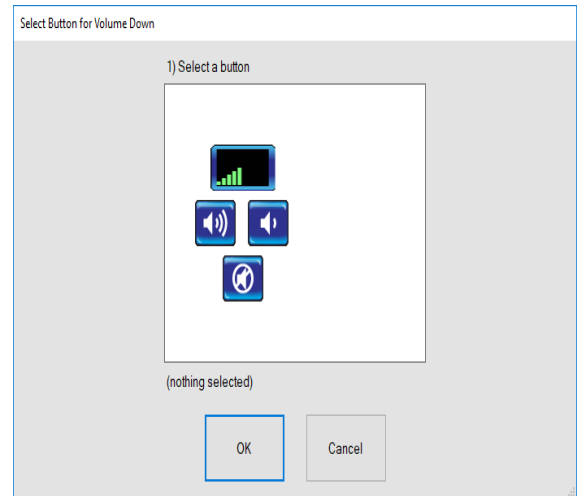 Select Button for Volume Down
1) Select a button
(nothing selected)
OK
Cancel